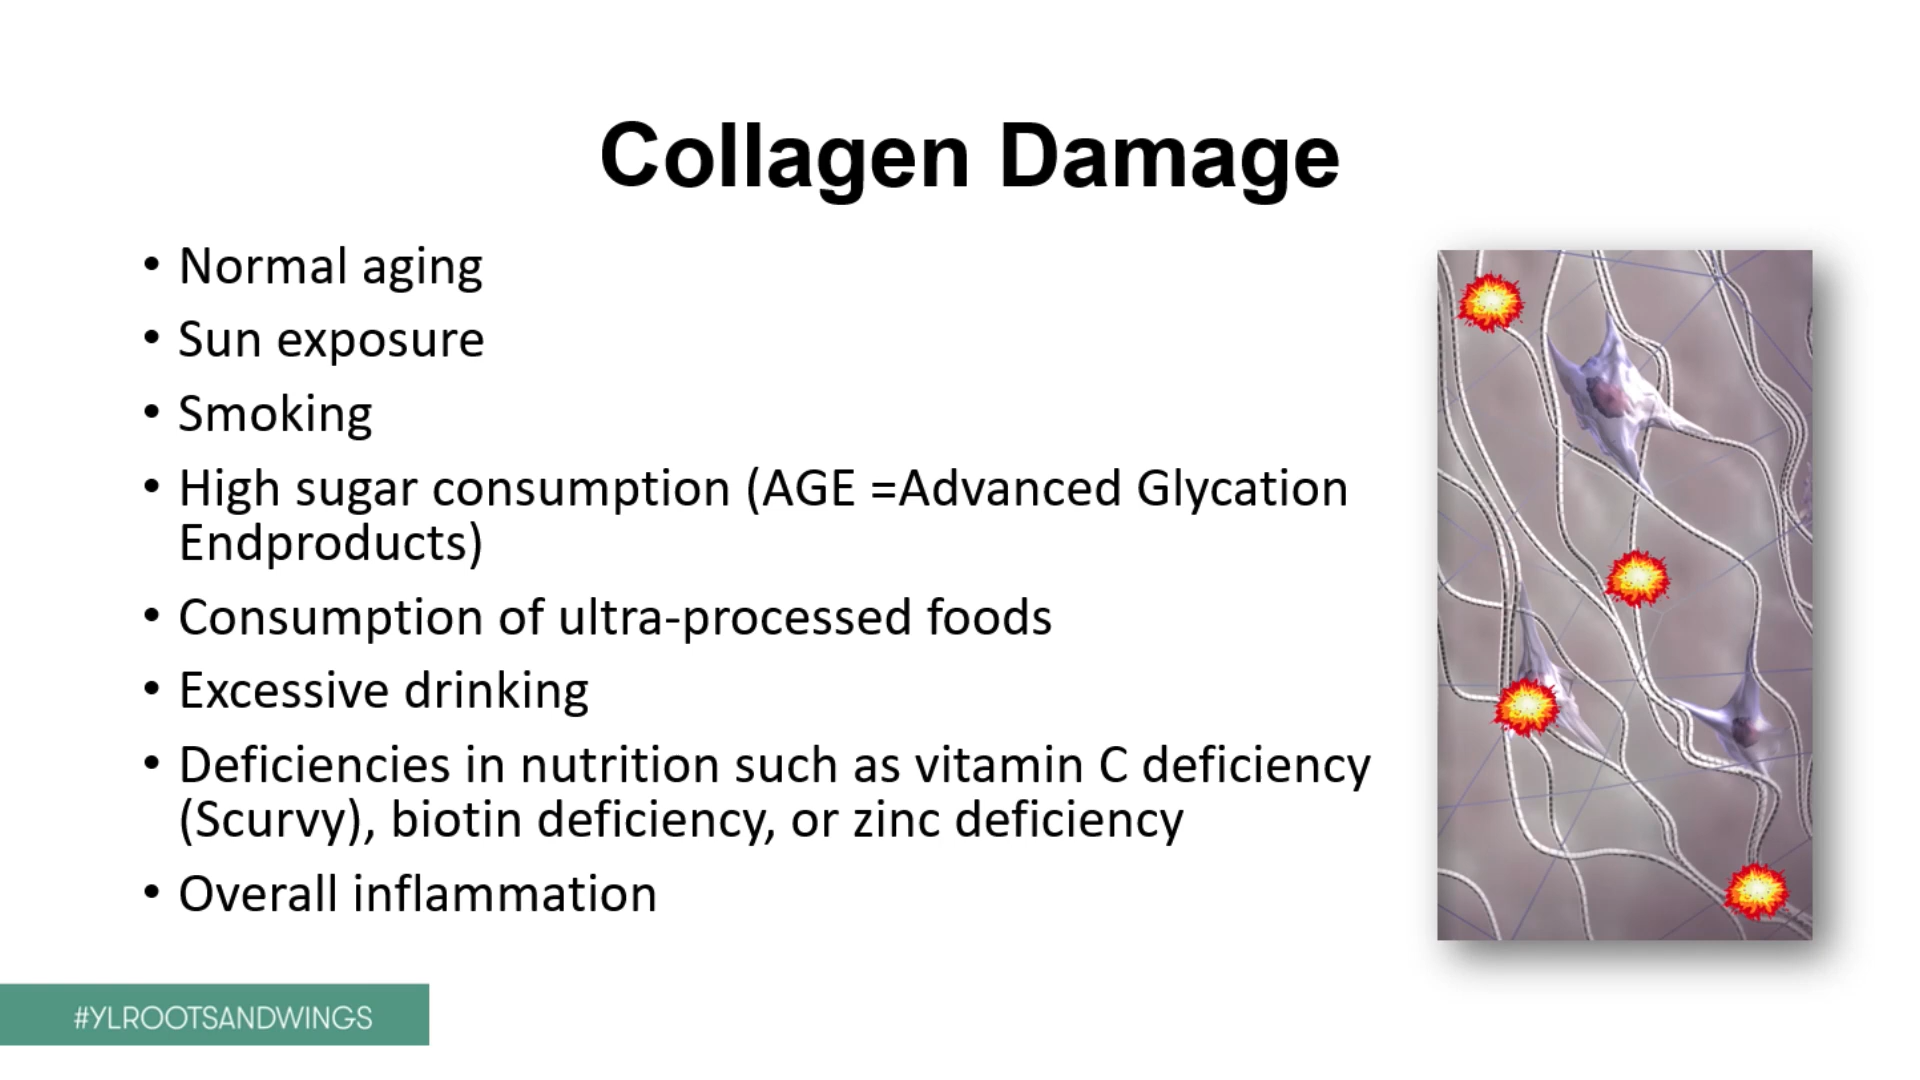 Collagen Damage
• Normal aging
• Sun exposure
• Smoking
• High sugar consumption (AGE =Advanced Glycation
Endproducts)
• Consumption of ultra-processed foods
• Excessive drinking
• Deficiencies in nutrition such as vitamin C deficiency
(Scurvy), biotin deficiency, or zinc deficiency
• Overall inflammation
#YLROOTSANDWINGS